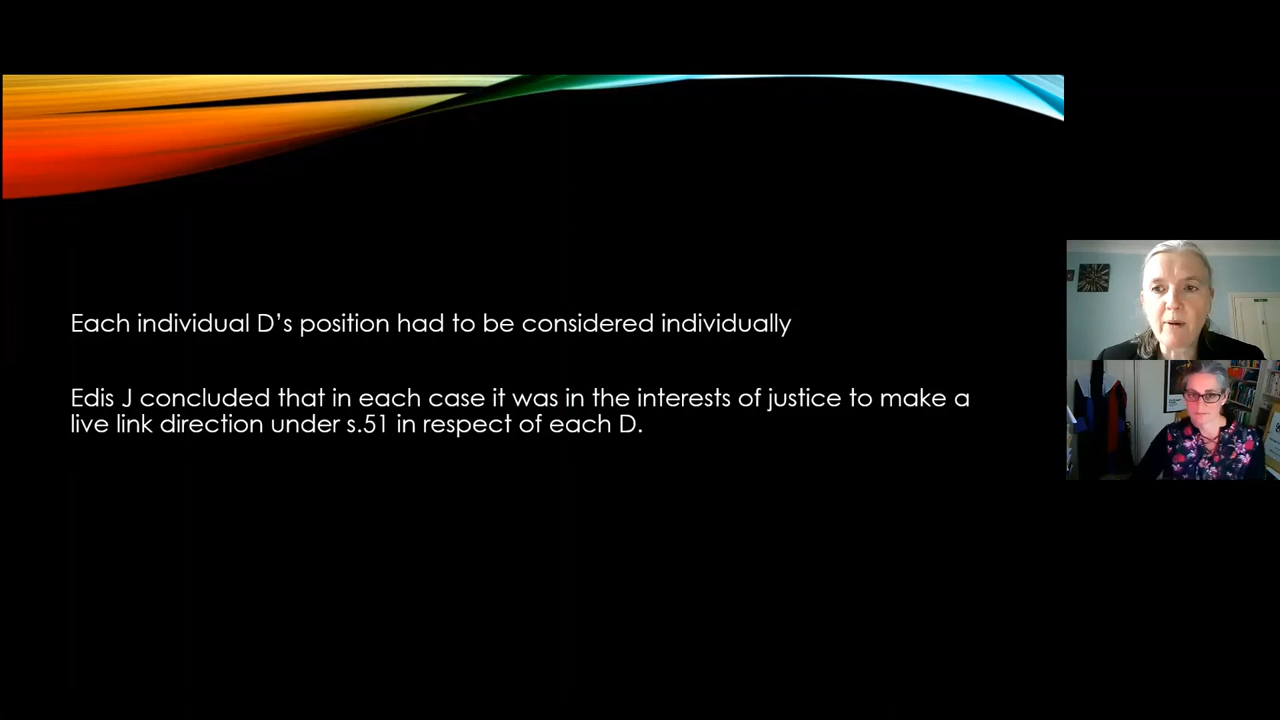 Each individual D’s position had to be considered individually
Edis J concluded that in each case it was in the interests of justice to make a
live link direction under s.51 in respect of each D.